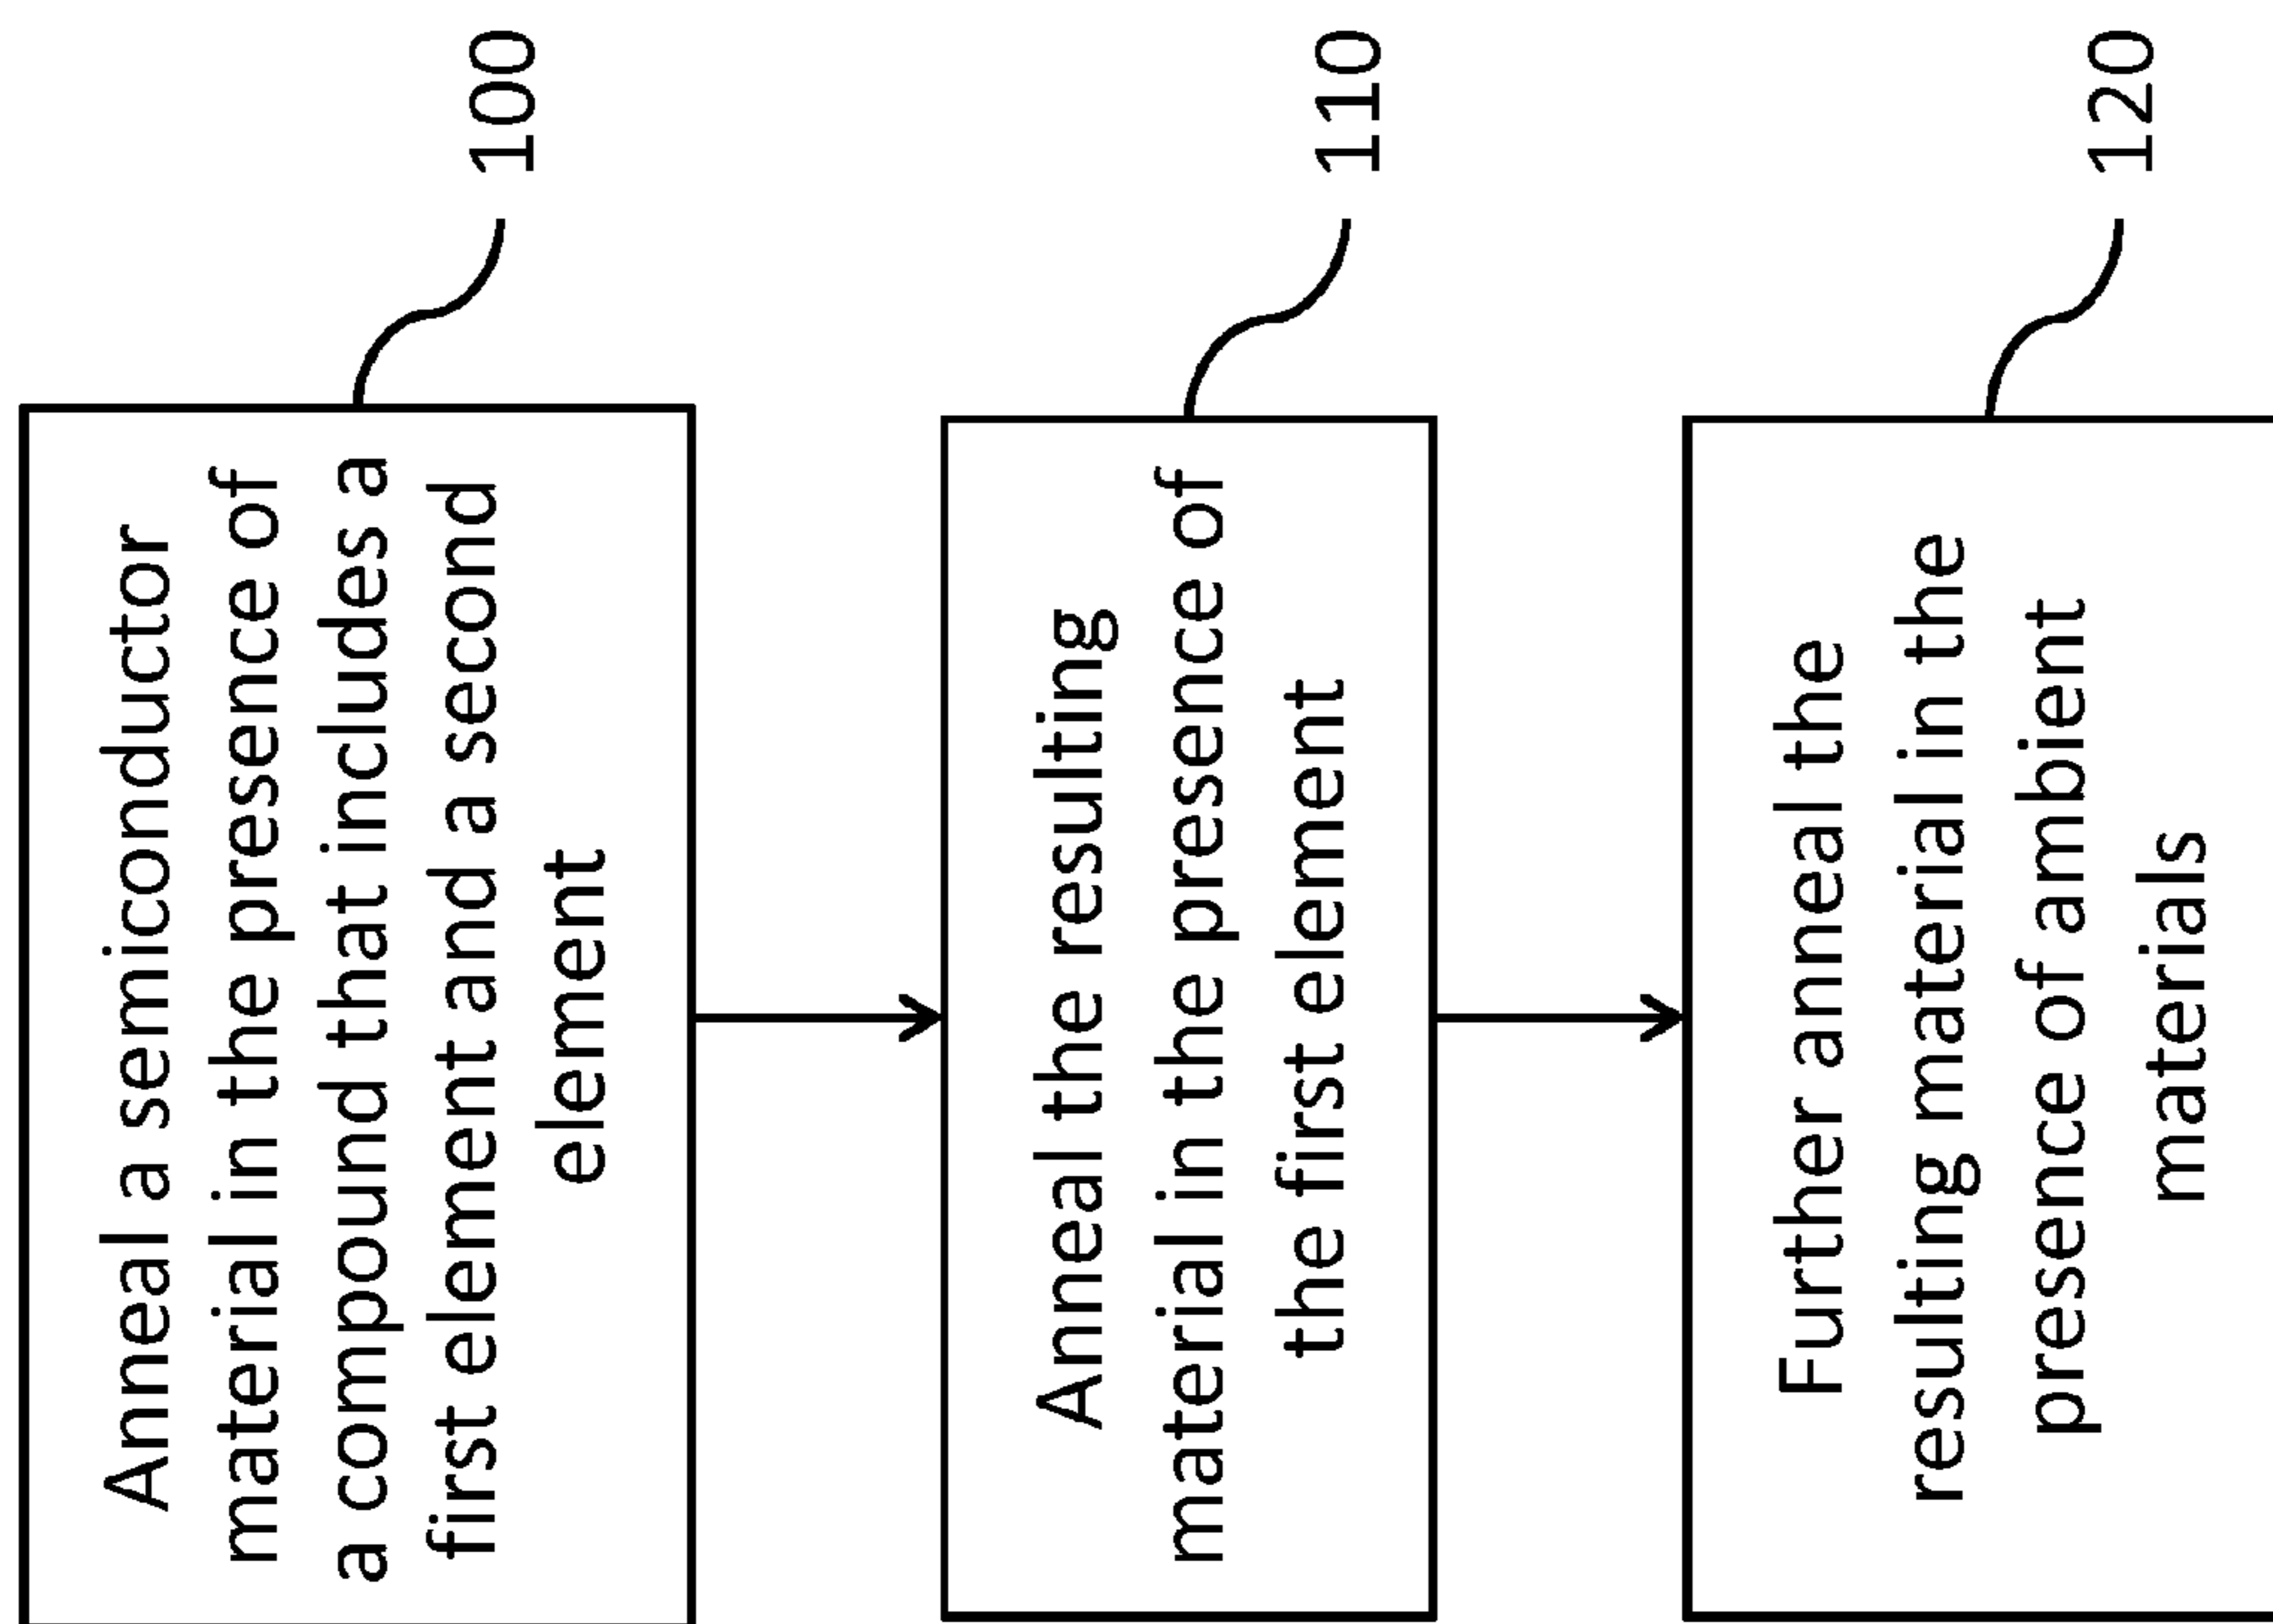 Anneal a semiconductor
material in the presence of
a compound that includes a
first element and a second
element
100
Anneal the resulting
material in the presence of
the first element
110
Further anneal the
resulting material in the
presence of ambient
materials
120